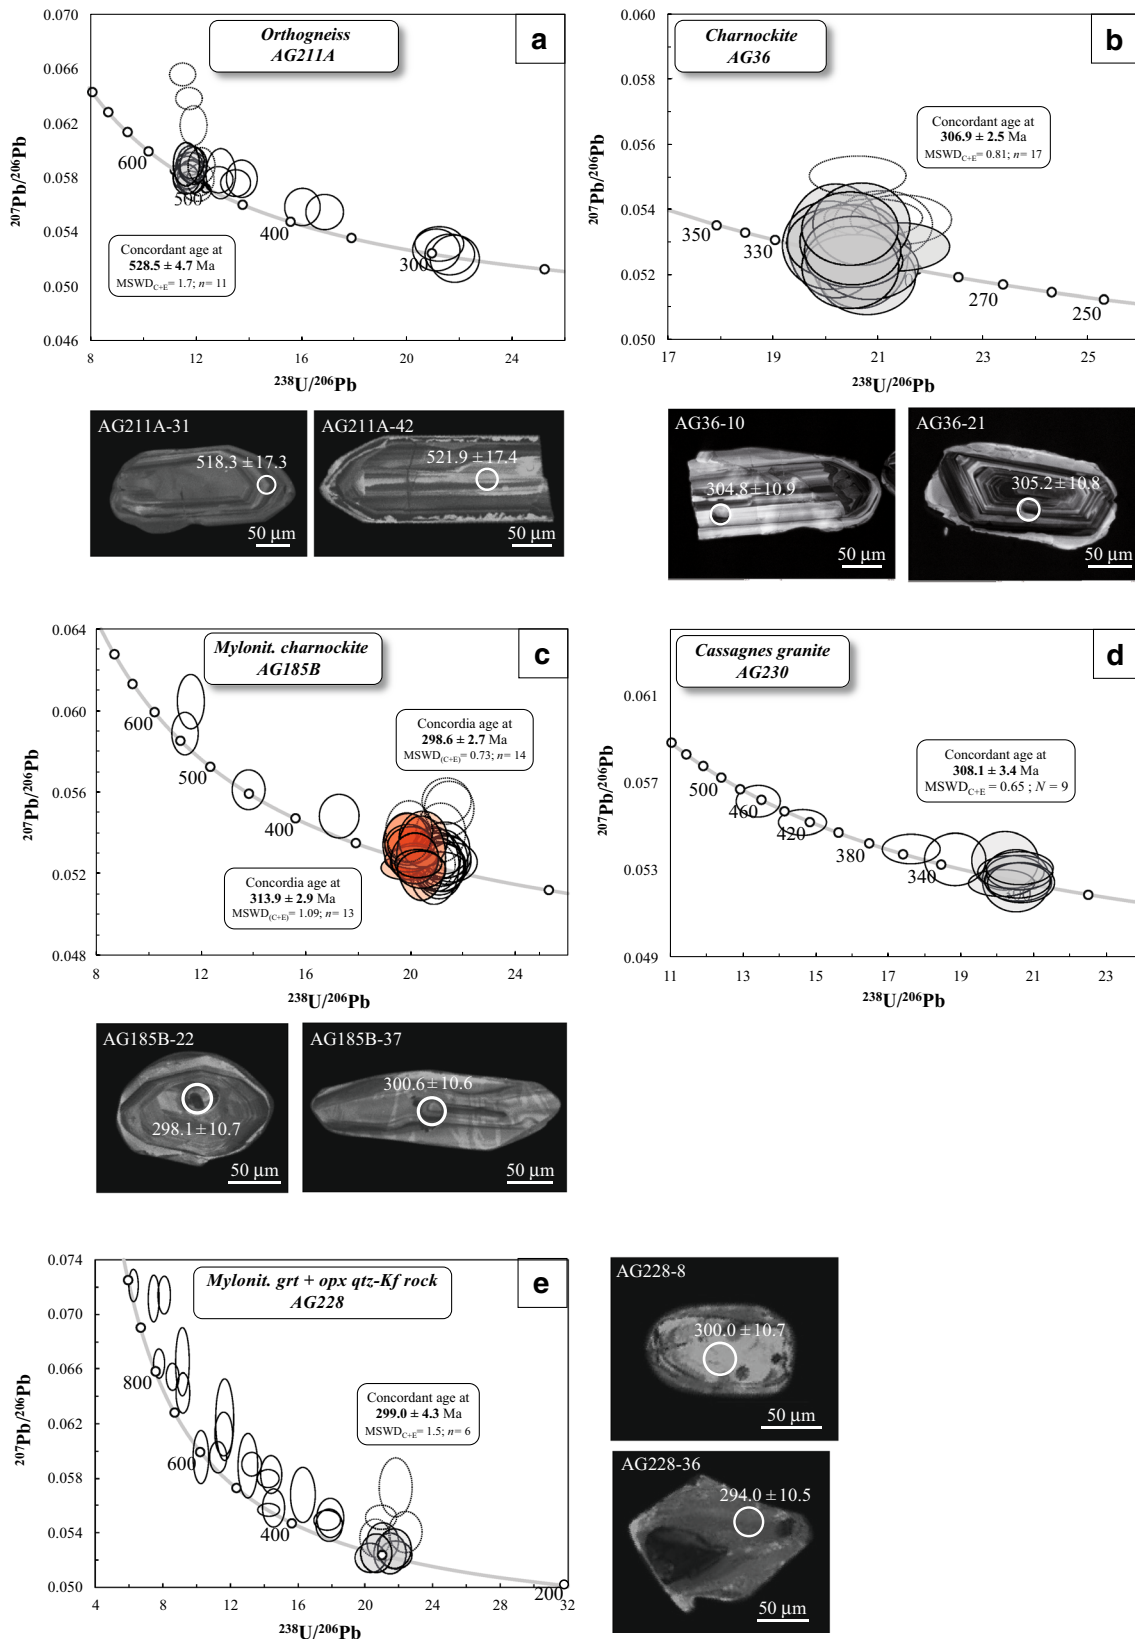 a
Orthogneiss
AG211A
0.070
0.066
0.062
0.058
0.054
0.050
0.046
207Pb/206Pb
600
500
400
300
Concordant age at
528.5 ± 4.7 Ma
MSWDC+E= 1.7; n= 11
8 12 16 20 24
238U/206Pb
b
Charnockite
AG36
0.060
0.058
0.056
0.054
0.052
0.050
207Pb/206Pb
350
330
270
250
Concordant age at
306.9 ± 2.5 Ma
MSWDC+E= 0.81; n= 17
17 19 21 23 25
238U/206Pb
AG211A-31
518.3 ± 17.3
50 µm
AG211A-42
521.9 ± 17.4
50 µm
AG36-10
304.8 ± 10.9
50 µm
AG36-21
305.2 ± 10.8
50 µm
c
Mylonit. charnockite
AG185B
0.064
0.060
0.056
0.052
0.048
207Pb/206Pb
600
500
400
Concordia age at
298.6 ± 2.7 Ma
MSWD(C+E)= 0.73; n= 14
Concordia age at
313.9 ± 2.9 Ma
MSWD(C+E)= 1.09; n= 13
8 12 16 20 24
238U/206Pb
d
Cassagnes granite
AG230
0.061
0.057
0.053
0.049
207Pb/206Pb
500
460
420
380
340
Concordant age at
308.1 ± 3.4 Ma
MSWDC+E = 0.65 ; N = 9
11 13 15 17 19 21 23
238U/206Pb
AG185B-22
298.1 ± 10.7
50 µm
AG185B-37
300.6 ± 10.6
50 µm
e
Mylonit. grt + opx qtz-Kf rock
AG228
0.074
0.070
0.066
0.062
0.058
0.054
0.050
207Pb/206Pb
800
600
400
200
Concordant age at
299.0 ± 4.3 Ma
MSWDC+E= 1.5; n= 6
4 8 12 16 20 24 28 32
238U/206Pb
AG228-8
300.0 ± 10.7
50 µm
AG228-36
294.0 ± 10.5
50 µm